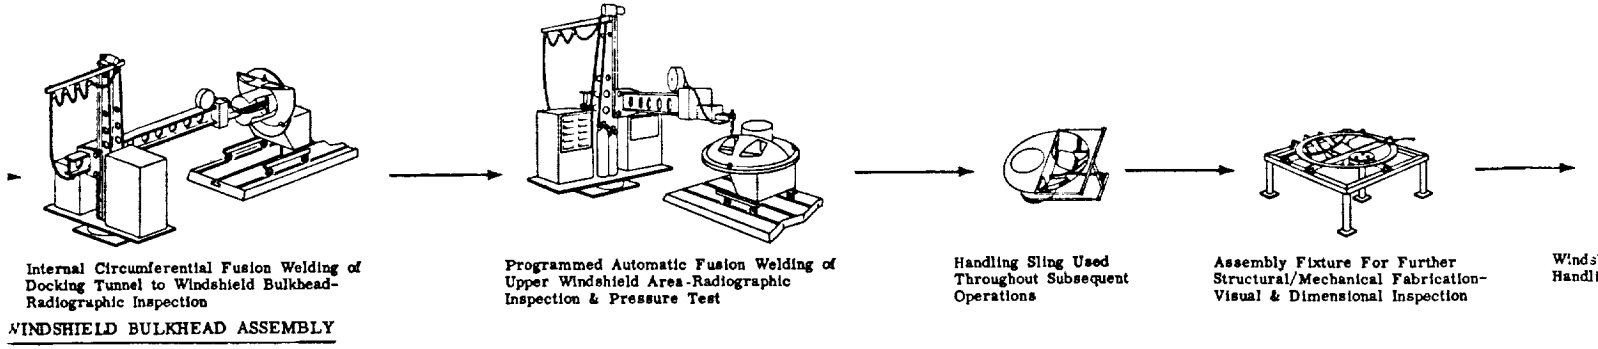 Internal Circumferential Fusion Welding of
Docking Tunnel to Windshield Bulkhead-
Radiographic Inspection
WINDSHIELD BULKHEAD ASSEMBLY
Programmed Automatic Fusion Welding of
Upper Windshield Area-Radiographic
Inspection & Pressure Test
Handling Sling Used
Throughout Subsequent
Operations
Assembly Fixture For Further
Structural/Mechanical Fabrication-
Visual & Dimensional Inspection